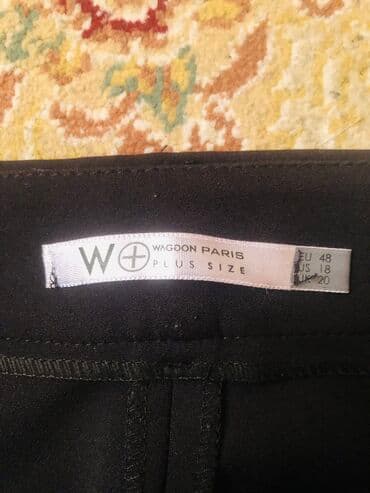 W+ WAGOON PARIS
PLUS SIZE
EU 48
US 18
UK 20